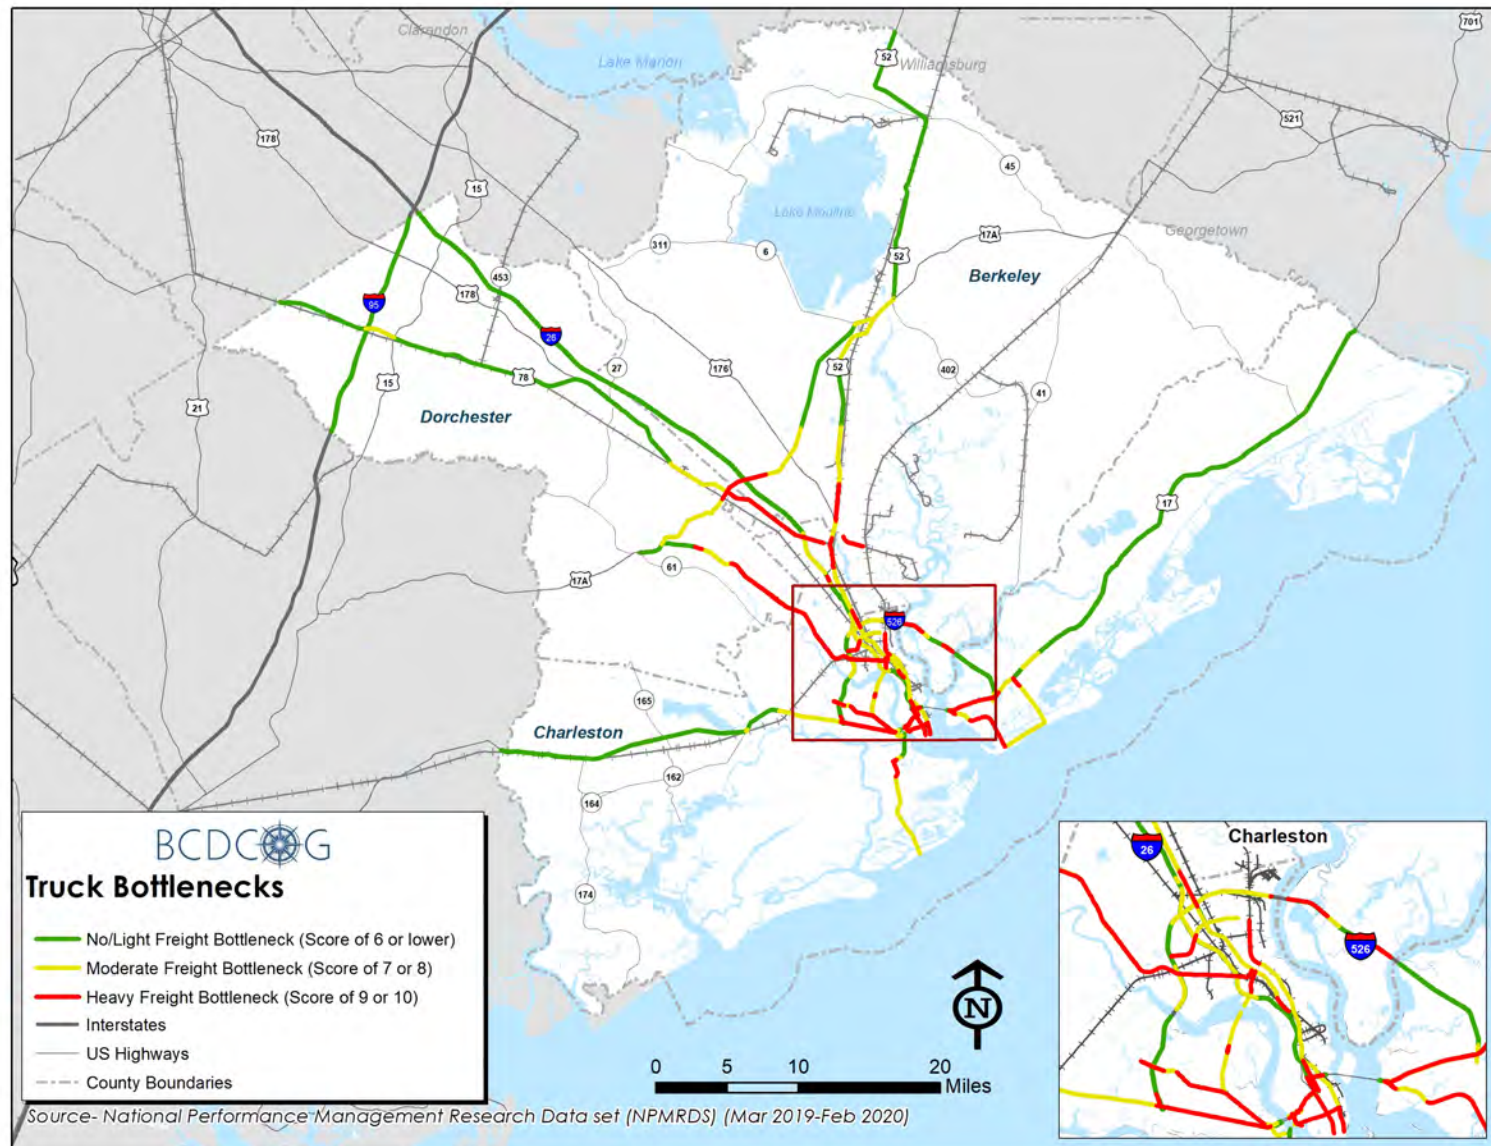 Clarendon
701
Lake Marion
52
Williamsburg
178
521
15
45
Lake Moultrie
Georgetown
311
6
17A
52
Berkeley
453
178
95
26
27
176
52
402
41
15
78
21
Dorchester
17
61
17A
526
165
Charleston
162
164
174
BCDCOG
Truck Bottlenecks
No/Light Freight Bottleneck (Score of 6 or lower)
Moderate Freight Bottleneck (Score of 7 or 8)
Heavy Freight Bottleneck (Score of 9 or 10)
Interstates
US Highways
County Boundaries
N
0 5 10 20
Miles
Charleston
26
526
Source- National Performance Management Research Data set (NPMRDS) (Mar 2019-Feb 2020)